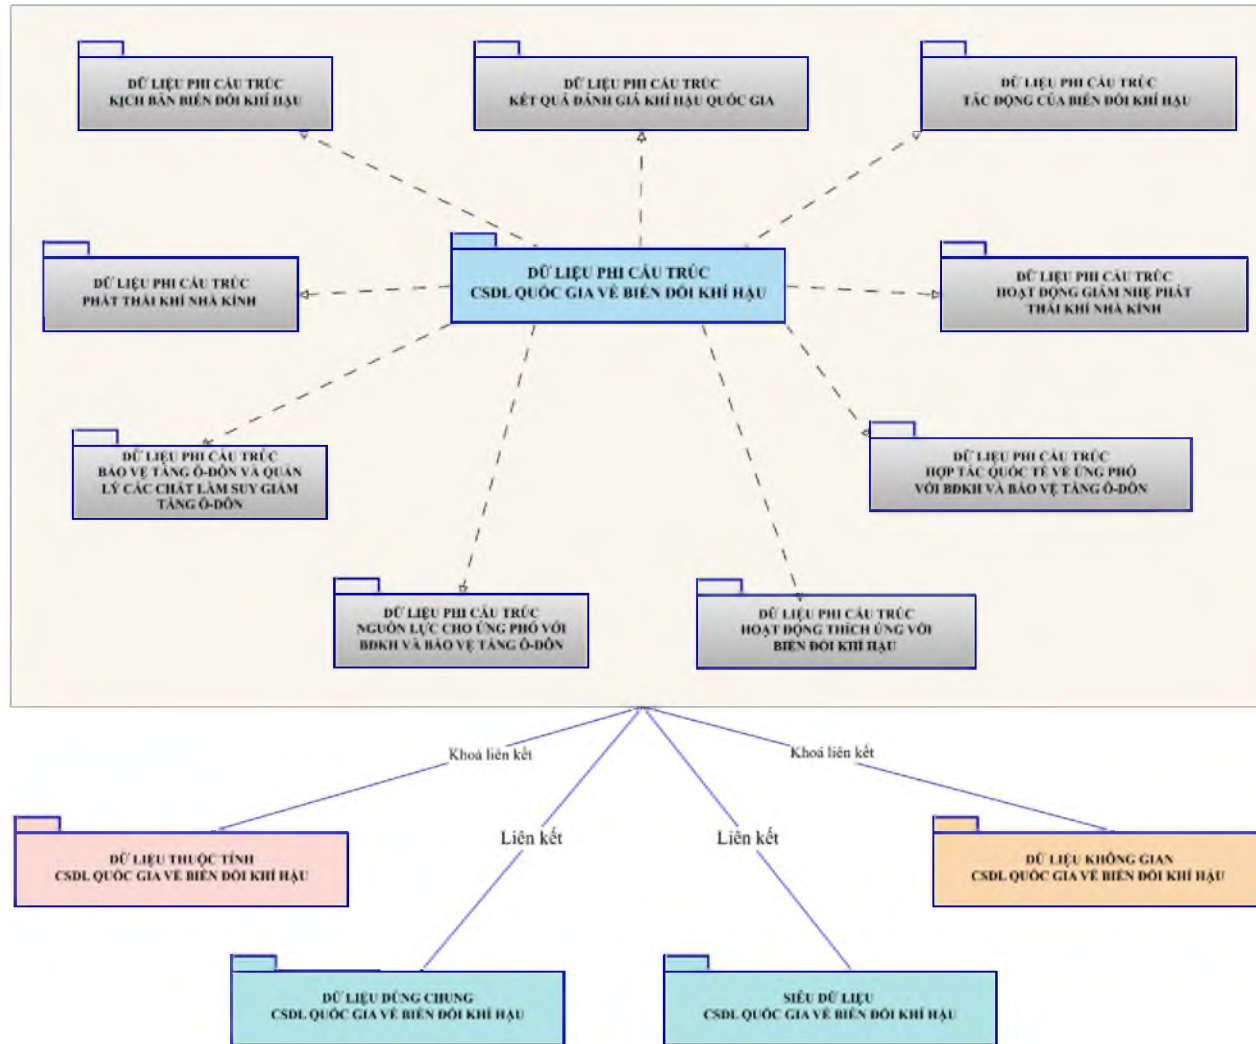 DỮ LIỆU PHI CẤU TRÚC
KỊCH BẢN BIẾN ĐỔI KHÍ HẬU
DỮ LIỆU PHI CẤU TRÚC
KẾT QUẢ ĐÁNH GIÁ KHÍ HẬU QUỐC GIA
DỮ LIỆU PHI CẤU TRÚC
TÁC ĐỘNG CỦA BIẾN ĐỔI KHÍ HẬU
DỮ LIỆU PHI CẤU TRÚC
PHÁT THẢI KHÍ NHÀ KÍNH
DỮ LIỆU PHI CẤU TRÚC
CSDL QUỐC GIA VỀ BIẾN ĐỔI KHÍ HẬU
DỮ LIỆU PHI CẤU TRÚC
HOẠT ĐỘNG GIẢM NHẸ PHÁT
THẢI KHÍ NHÀ KÍNH
DỮ LIỆU PHI CẤU TRÚC
BẢO VỆ TẦNG Ô-DÔN VÀ QUẢN
LÝ CÁC CHẤT LÀM SUY GIẢM
TẦNG Ô-DÔN
DỮ LIỆU PHI CẤU TRÚC
HỢP TÁC QUỐC TẾ VỀ ỨNG PHÓ
VỚI BĐKH VÀ BẢO VỆ TẦNG Ô-DÔN
DỮ LIỆU PHI CẤU TRÚC
NGUỒN LỰC CHO ỨNG PHÓ VỚI
BĐKH VÀ BẢO VỆ TẦNG Ô-DÔN
DỮ LIỆU PHI CẤU TRÚC
HOẠT ĐỘNG THÍCH ỨNG VỚI
BIẾN ĐỔI KHÍ HẬU
Khoá liên kết
Khoá liên kết
Liên kết
Liên kết
DỮ LIỆU THUỘC TÍNH
CSDL QUỐC GIA VỀ BIẾN ĐỔI KHÍ HẬU
DỮ LIỆU KHÔNG GIAN
CSDL QUỐC GIA VỀ BIẾN ĐỔI KHÍ HẬU
DỮ LIỆU DÙNG CHUNG
CSDL QUỐC GIA VỀ BIẾN ĐỔI KHÍ HẬU
SIÊU DỮ LIỆU
CSDL QUỐC GIA VỀ BIẾN ĐỔI KHÍ HẬU